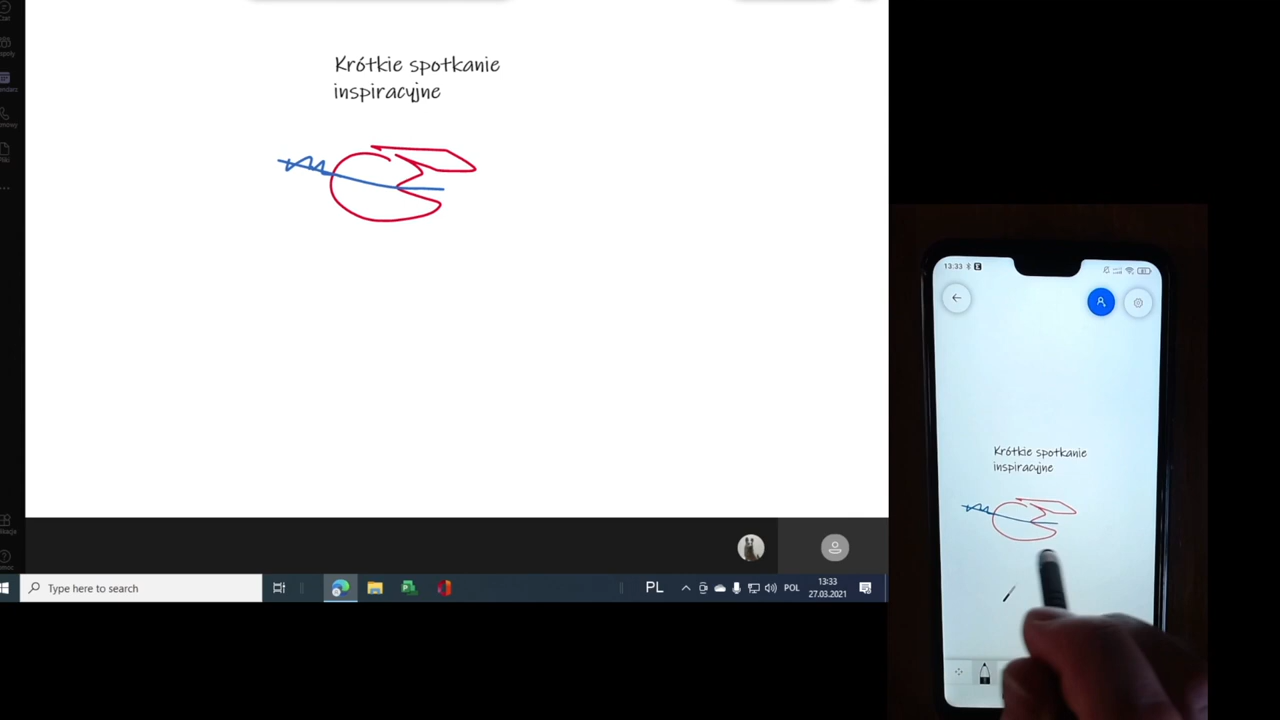 Krótkie spotkanie
inspiracyjne
13:33
Krótkie spotkanie
inspiracyjne
Type here to search
PL
POL
13:33
27.03.2021